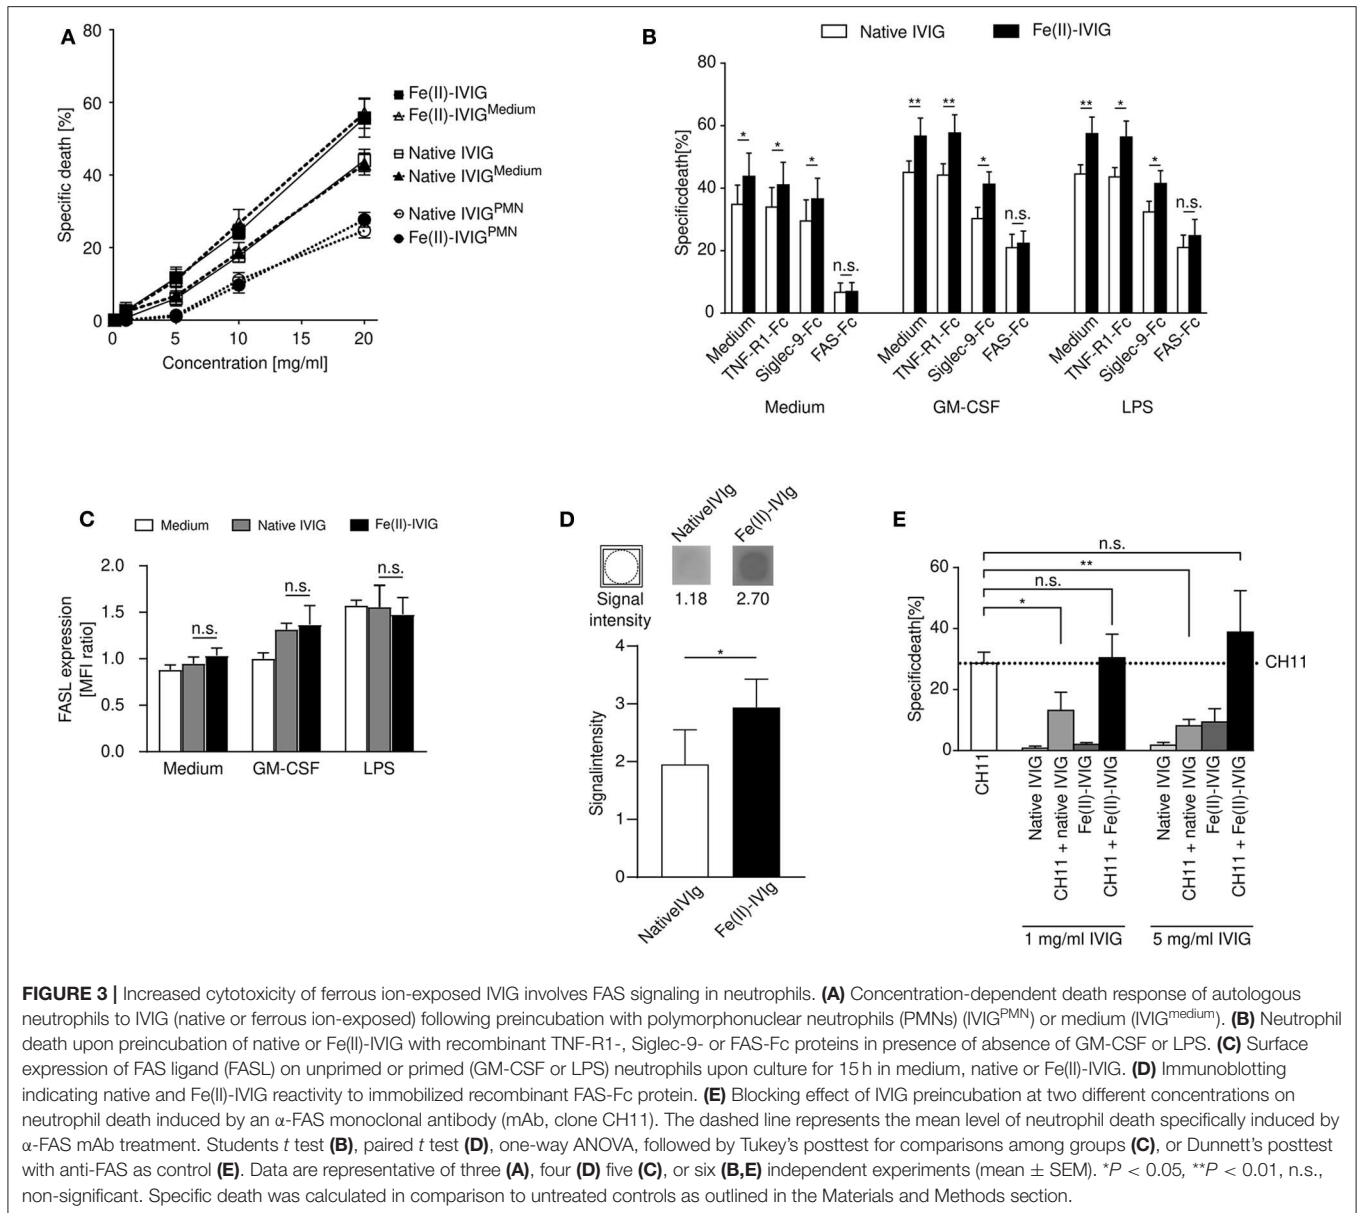 A
80
60
40
20
0
Specific death [%]
0
5
10
15
20
Concentration [mg/ml]
Fe(II)-IVIG
Fe(II)-IVIG^Medium
Native IVIG
Native IVIG^Medium
Native IVIG^PMN
Fe(II)-IVIG^PMN
B
Native IVIG
Fe(II)-IVIG
80
60
40
20
0
Specificdeath[%]
*
*
*
n.s.
**
**
*
n.s.
**
*
*
n.s.
Medium
TNF-R1-Fc
Siglec-9-Fc
FAS-Fc
Medium
TNF-R1-Fc
Siglec-9-Fc
FAS-Fc
Medium
TNF-R1-Fc
Siglec-9-Fc
FAS-Fc
Medium
GM-CSF
LPS
C
Medium
Native IVIG
Fe(II)-IVIG
2.0
1.5
1.0
0.5
0.0
FASL expression
[MFI ratio]
n.s.
n.s.
n.s.
Medium
GM-CSF
LPS
D
NativeIVIg
Fe(II)-IVIg
Signal
intensity
1.18
2.70
4
3
2
1
0
Signalintensity
*
NativeIVIg
Fe(II)-IVIg
E
n.s.
**
n.s.
*
60
40
20
0
Specificdeath[%]
CH11
CH11
Native IVIG
CH11 + native IVIG
Fe(II)-IVIG
CH11 + Fe(II)-IVIG
Native IVIG
CH11 + native IVIG
Fe(II)-IVIG
CH11 + Fe(II)-IVIG
1 mg/ml IVIG
5 mg/ml IVIG
FIGURE 3 | Increased cytotoxicity of ferrous ion-exposed IVIG involves FAS signaling in neutrophils. (A) Concentration-dependent death response of autologous
neutrophils to IVIG (native or ferrous ion-exposed) following preincubation with polymorphonuclear neutrophils (PMNs) (IVIG^PMN) or medium (IVIG^medium). (B) Neutrophil
death upon preincubation of native or Fe(II)-IVIG with recombinant TNF-R1-, Siglec-9- or FAS-Fc proteins in presence of absence of GM-CSF or LPS. (C) Surface
expression of FAS ligand (FASL) on unprimed or primed (GM-CSF or LPS) neutrophils upon culture for 15 h in medium, native or Fe(II)-IVIG. (D) Immunoblotting
indicating native and Fe(II)-IVIG reactivity to immobilized recombinant FAS-Fc protein. (E) Blocking effect of IVIG preincubation at two different concentrations on
neutrophil death induced by an α-FAS monoclonal antibody (mAb, clone CH11). The dashed line represents the mean level of neutrophil death specifically induced by
α-FAS mAb treatment. Students t test (B), paired t test (D), one-way ANOVA, followed by Tukey's posttest for comparisons among groups (C), or Dunnett's posttest
with anti-FAS as control (E). Data are representative of three (A), four (D) five (C), or six (B,E) independent experiments (mean ± SEM). *P < 0.05, **P < 0.01, n.s.,
non-significant. Specific death was calculated in comparison to untreated controls as outlined in the Materials and Methods section.